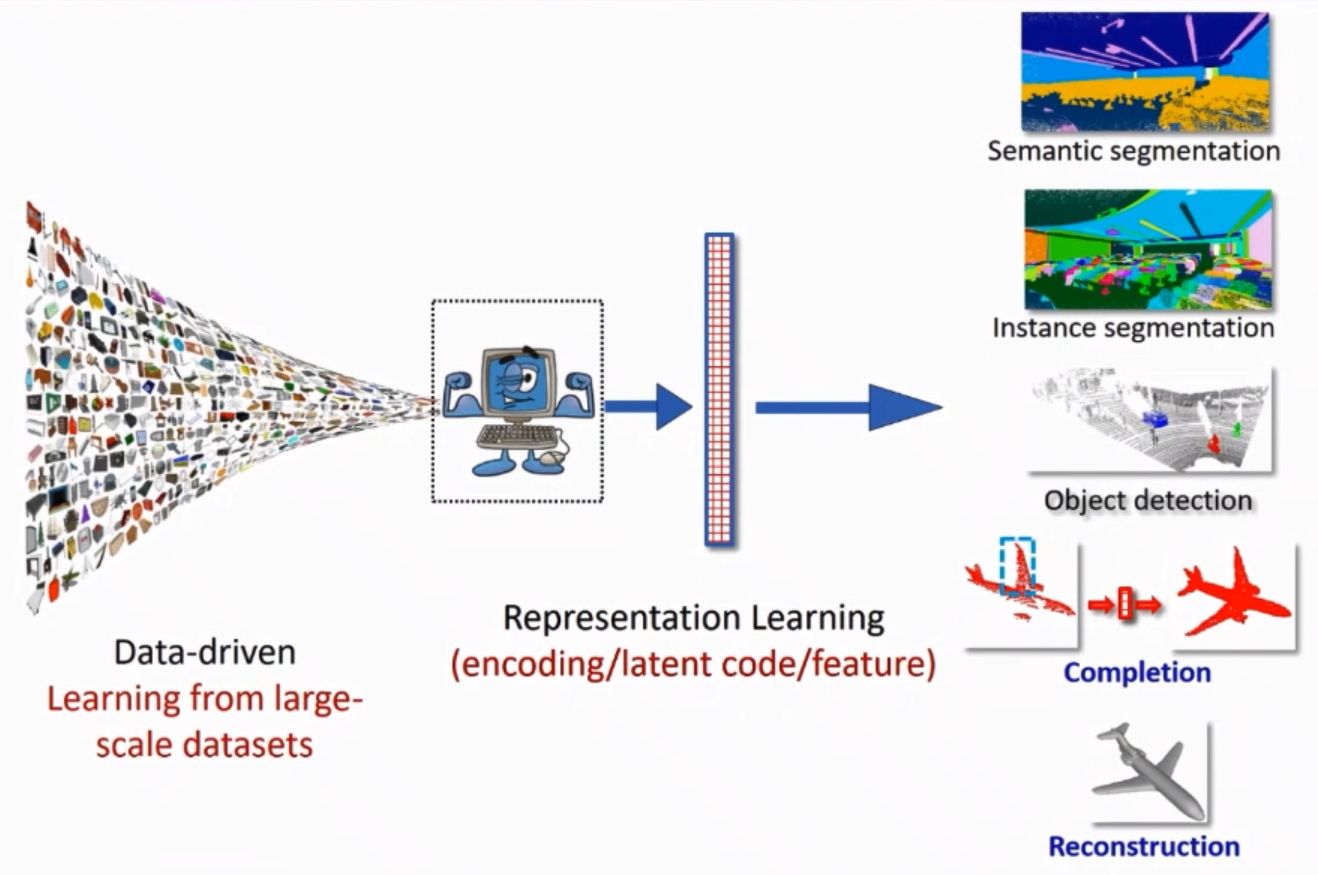 Semantic segmentation
Instance segmentation
Object detection
Completion
Reconstruction
Data-driven
Learning from large-
scale datasets
Representation Learning
(encoding/latent code/feature)